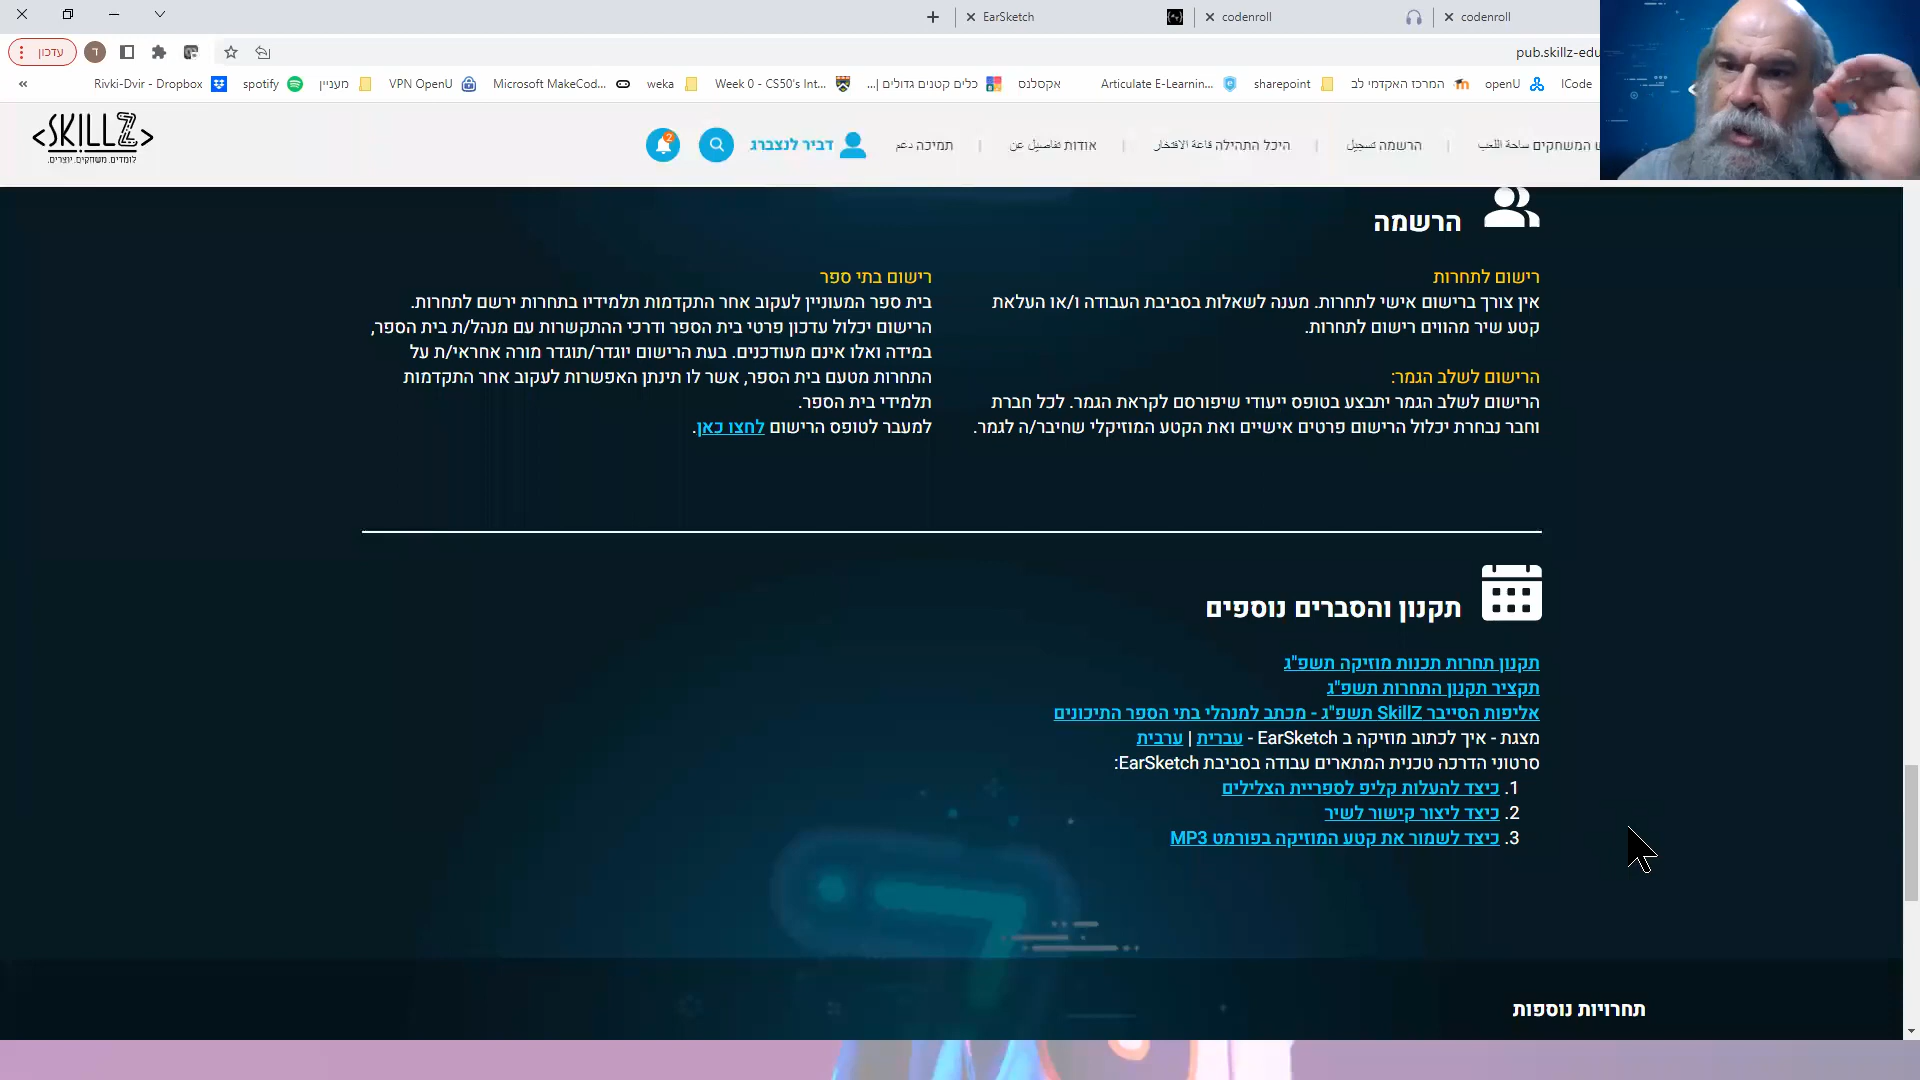 EarSketch
codenroll
codenroll
עדכון
ד
pub.skillz-edu
Rivki-Dvir - Dropbox
spotify
מעניין
VPN OpenU
Microsoft MakeCod...
weka
Week 0 - CS50's Int...
כלים קטנים גדולים |...
אקסלנס
Articulate E-Learnin...
sharepoint
המרכז האקדמי לב
openU
ICode
<SKILLZ>
לומדים. משחקים. יוצרים.
2
דביר לנצברג
תמיכה دعم
אודות تفاصيل عن
היכל התהילה قاعة الافتخار
הרשמה تسجيل
ש המשחקים ساحة اللعب
הרשמה
רישום לתחרות
אין צורך ברישום אישי לתחרות. מענה לשאלות בסביבת העבודה ו/או העלאת
קטע שיר מהווים רישום לתחרות.
הרישום לשלב הגמר:
הרישום לשלב הגמר יתבצע בטופס ייעודי שיפורסם לקראת הגמר. לכל חברת
וחבר נבחרת יכלול הרישום פרטים אישיים ואת הקטע המוזיקלי שחיבר/ה לגמר.
רישום בתי ספר
בית ספר המעוניין לעקוב אחר התקדמות תלמידיו בתחרות ירשם לתחרות.
הרישום יכלול עדכון פרטי בית הספר ודרכי ההתקשרות עם מנהל/ת בית הספר,
במידה ואלו אינם מעודכנים. בעת הרישום יוגדר/תוגדר מורה אחראי/ת על
התחרות מטעם בית הספר, אשר לו תינתן האפשרות לעקוב אחר התקדמות
תלמידי בית הספר.
למעבר לטופס הרישום לחצו כאן.
תקנון והסברים נוספים
תקנון תחרות תכנות מוזיקה תשפ"ג
תקציר תקנון התחרות תשפ"ג
אליפות הסייבר SkillZ תשפ"ג - מכתב למנהלי בתי הספר התיכונים
מצגת - איך לכתוב מוזיקה ב EarSketch - עברית | ערבית
סרטוני הדרכה טכנית המתארים עבודה בסביבת EarSketch:
1. כיצד להעלות קליפ לספריית הצלילים
2. כיצד ליצור קישור לשיר
3. כיצד לשמור את קטע המוזיקה בפורמט MP3
תחרויות נוספות